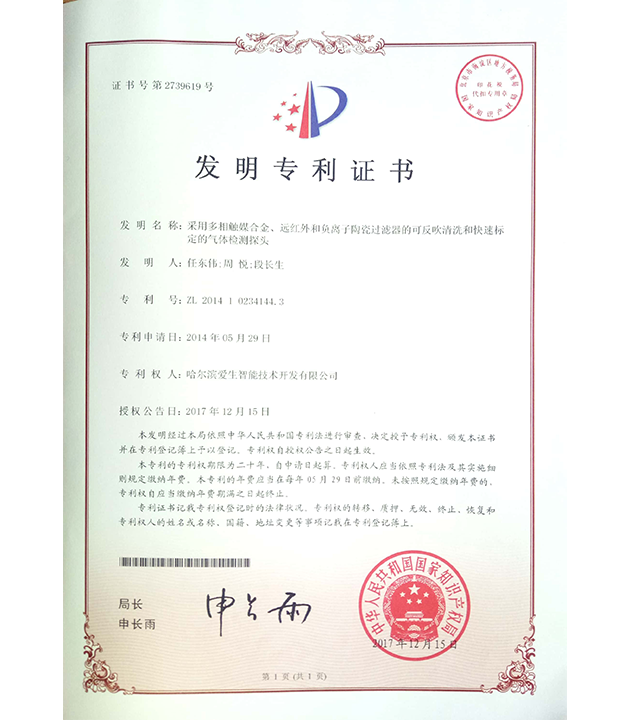 证书号第2739619号
发明专利证书
发明名称:采用多相触媒合金、远红外和负离子陶瓷过滤器的可反吹清洗和快速标
定的气体检测探头
发明人:任东伟;周悦;段长生
专利号:ZL 2014 1 0234144.3
专利申请日:2014年05月29日
专利权人:哈尔滨爱生智能技术开发有限公司
授权公告日:2017年12月15日
本发明经过本局依照中华人民共和国专利法进行审查,决定授予专利权,颁发本证书
并在专利登记簿上予以登记。专利权自授权公告之日起生效。
本专利的专利权期限为二十年,自申请日起算。专利权人应当依照专利法及其实施细
则规定缴纳年费。本专利的年费应当在每年05月29日前缴纳。未按照规定缴纳年费的,
专利权自应当缴纳年费期满之日起终止。
专利证书记载专利权登记时的法律状况。专利权的转移、质押、无效、终止、恢复和
专利权人的姓名或名称、国籍、地址变更等事项记载在专利登记簿上。
局长
申长雨
申长雨
中华人民共和国国家知识产权局
2017年12月15日
第1页(共1页)